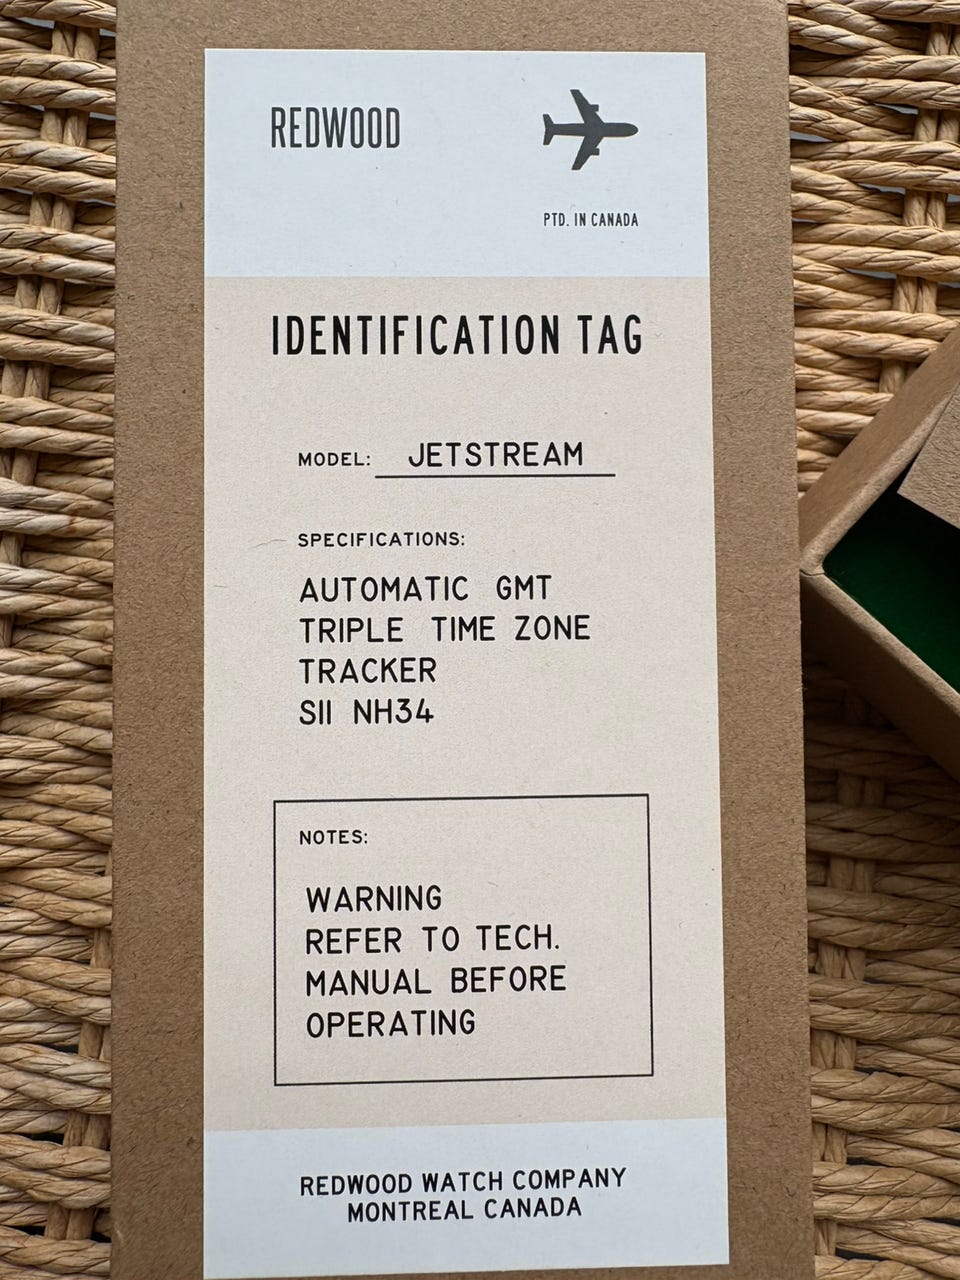 REDWOOD
PTD. IN CANADA
IDENTIFICATION TAG
MODEL: JETSTREAM
SPECIFICATIONS:
AUTOMATIC GMT
TRIPLE TIME ZONE
TRACKER
SII NH34
NOTES:
WARNING
REFER TO TECH.
MANUAL BEFORE
OPERATING
REDWOOD WATCH COMPANY
MONTREAL CANADA